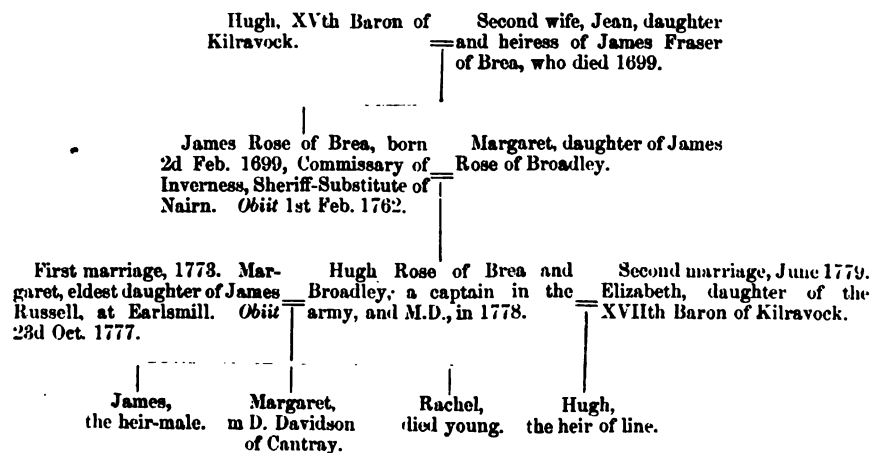 Hugh, XVth Baron of
Kilravock.
Second wife, Jean, daughter
and heiress of James Fraser
of Brea, who died 1699.
James Rose of Brea, born
2d Feb. 1699, Commissary of
Inverness, Sheriff-Substitute of
Nairn. Obiit 1st Feb. 1762.
Margaret, daughter of James
Rose of Broadley.
First marriage, 1773. Mar-
garet, eldest daughter of James
Russell, at Earlsmill. Obiit
23d Oct. 1777.
Hugh Rose of Brea and
Broadley, a captain in the
army, and M.D., in 1778.
Second marriage, June 1779.
Elizabeth, daughter of the
XVIIth Baron of Kilravock.
James,
the heir-male.
Margaret,
m D. Davidson
of Cantray.
Rachel,
died young.
Hugh,
the heir of line.